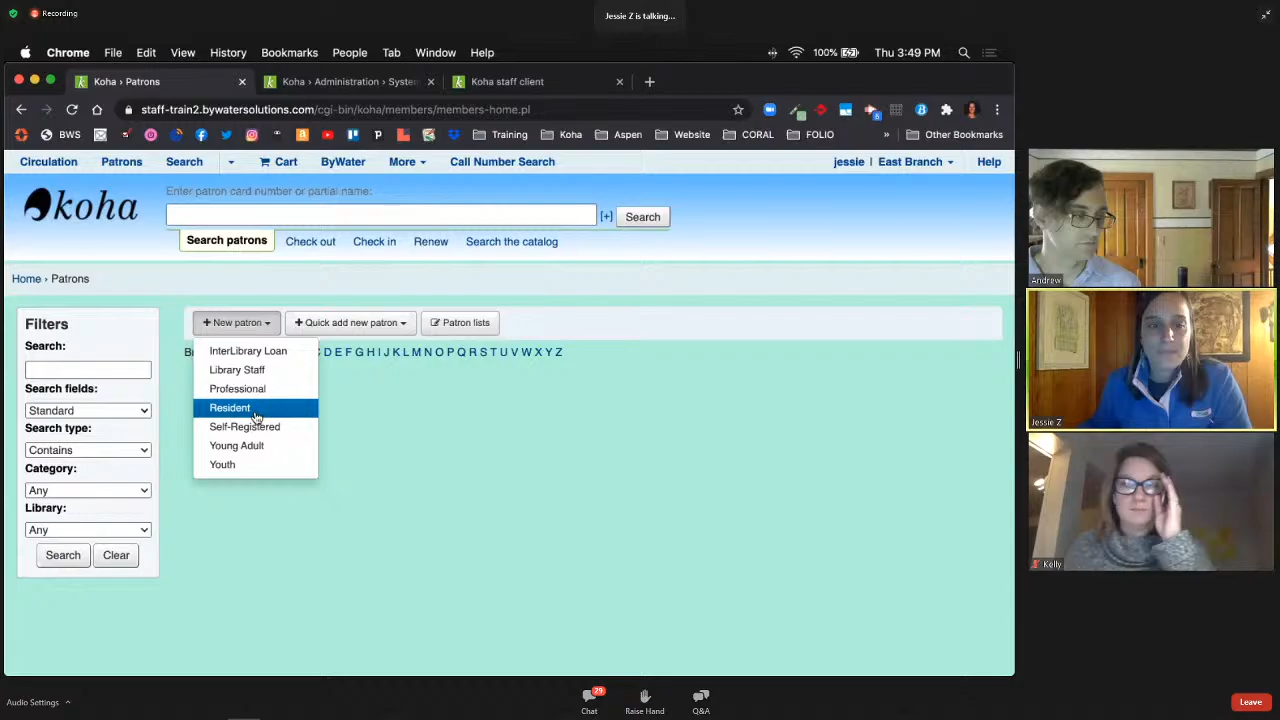 Recording
Jessie Z is talking...
Chrome File Edit View History Bookmarks People Tab Window Help
100% Thu 3:49 PM
Koha › Patrons
Koha › Administration › System
Koha staff client
staff-train2.bywatersolutions.com/cgi-bin/koha/members/members-home.pl
BWS
Training Koha Aspen Website CORAL FOLIO » Other Bookmarks
Circulation Patrons Search Cart ByWater More Call Number Search
jessie | East Branch Help
koha
Enter patron card number or partial name:
[+] Search
Search patrons Check out Check in Renew Search the catalog
Home › Patrons
Filters
Search:
Search fields:
Standard
Search type:
Contains
Category:
Any
Library:
Any
Search Clear
+ New patron + Quick add new patron Patron lists
D E F G H I J K L M N O P Q R S T U V W X Y Z
InterLibrary Loan
Library Staff
Professional
Resident
Self-Registered
Young Adult
Youth
Andrew
Jessie Z
Kelly
Audio Settings
29
Chat
Raise Hand
Q&A
Leave